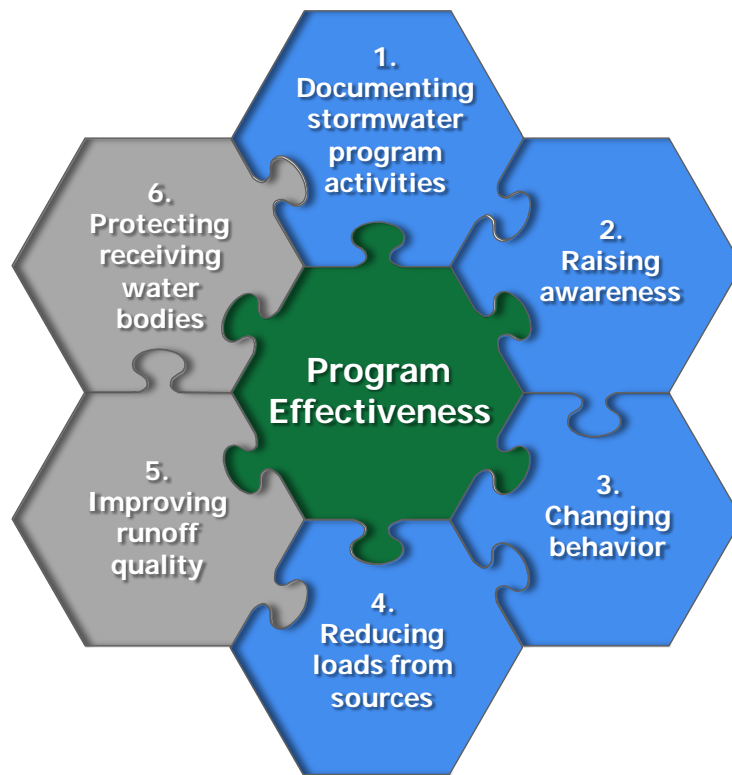 1.
Documenting
stormwater
program
activities
2.
Raising
awareness
3.
Changing
behavior
4.
Reducing
loads from
sources
5.
Improving
runoff
quality
6.
Protecting
receiving
water
bodies
Program
Effectiveness